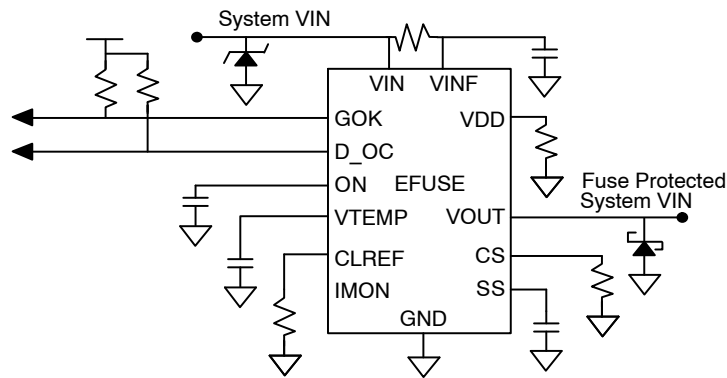 System VIN
VIN
VINF
GOK
VDD
D_OC
ON
EFUSE
Fuse Protected
System VIN
VTEMP
VOUT
CLREF
CS
IMON
SS
GND